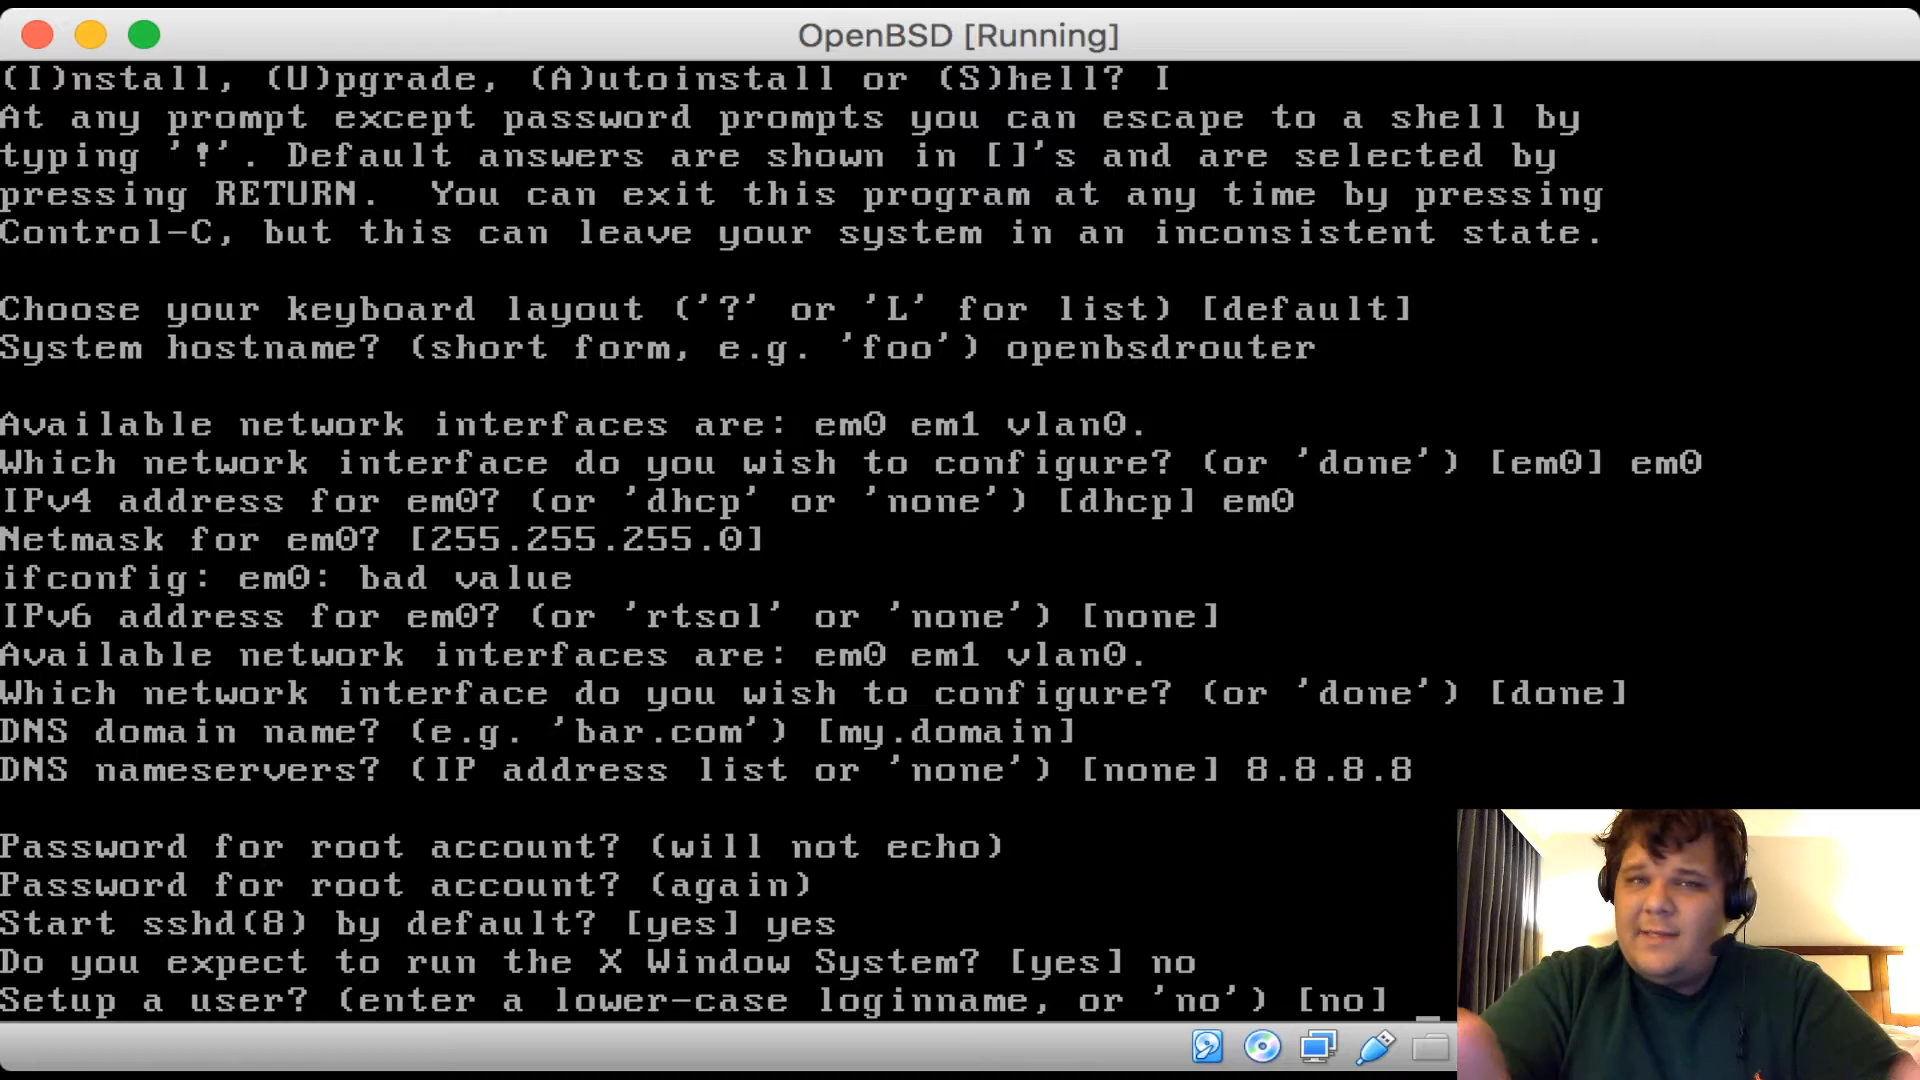 OpenBSD [Running]
(I)nstall, (U)pgrade, (A)utoinstall or (S)hell? I
At any prompt except password prompts you can escape to a shell by
typing '!'. Default answers are shown in []'s and are selected by
pressing RETURN.  You can exit this program at any time by pressing
Control-C, but this can leave your system in an inconsistent state.
Choose your keyboard layout ('?' or 'L' for list) [default]
System hostname? (short form, e.g. 'foo') openbsdrouter
Available network interfaces are: em0 em1 vlan0.
Which network interface do you wish to configure? (or 'done') [em0] em0
IPv4 address for em0? (or 'dhcp' or 'none') [dhcp] em0
Netmask for em0? [255.255.255.0]
ifconfig: em0: bad value
IPv6 address for em0? (or 'rtsol' or 'none') [none]
Available network interfaces are: em0 em1 vlan0.
Which network interface do you wish to configure? (or 'done') [done]
DNS domain name? (e.g. 'bar.com') [my.domain]
DNS nameservers? (IP address list or 'none') [none] 8.8.8.8
Password for root account? (will not echo)
Password for root account? (again)
Start sshd(8) by default? [yes] yes
Do you expect to run the X Window System? [yes] no
Setup a user? (enter a lower-case loginname, or 'no') [no]